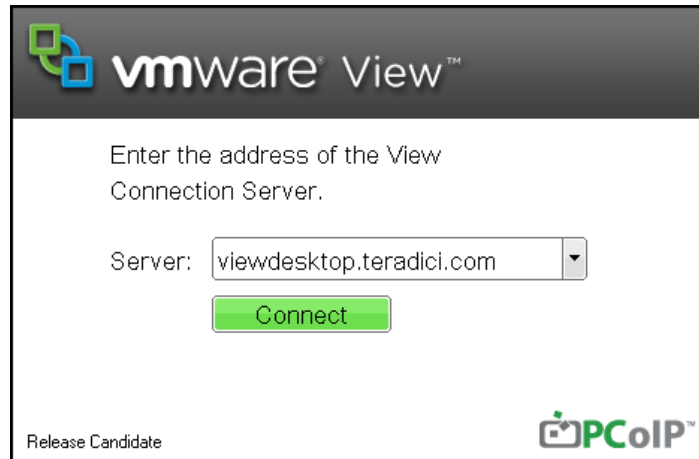 vmware® View™
Enter the address of the View
Connection Server.
Server: viewdesktop.teradici.com
Connect
Release Candidate
PCoIP™